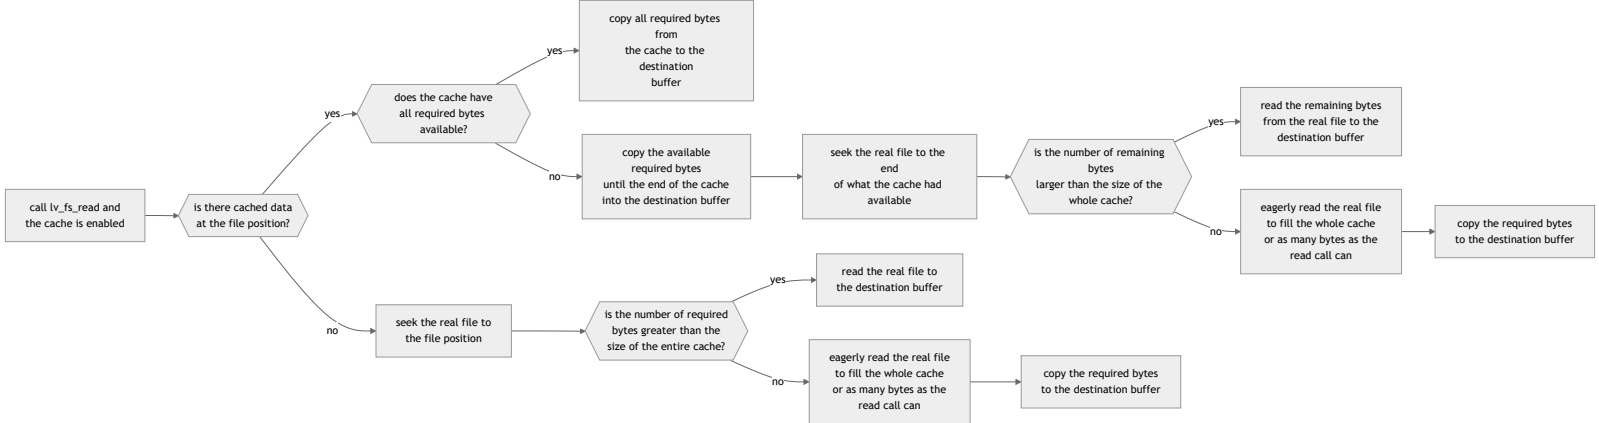 call lv_fs_read and
the cache is enabled
is there cached data
at the file position?
yes
does the cache have
all required bytes
available?
yes
copy all required bytes
from
the cache to the
destination
buffer
no
copy the available
required bytes
until the end of the cache
into the destination buffer
seek the real file to the
end
of what the cache had
available
is the number of remaining
bytes
larger than the size of the
whole cache?
yes
read the remaining bytes
from the real file to the
destination buffer
no
eagerly read the real file
to fill the whole cache
or as many bytes as the
read call can
copy the required bytes
to the destination buffer
no
seek the real file to
the file position
is the number of required
bytes greater than the
size of the entire cache?
yes
read the real file to
the destination buffer
no
eagerly read the real file
to fill the whole cache
or as many bytes as the
read call can
copy the required bytes
to the destination buffer